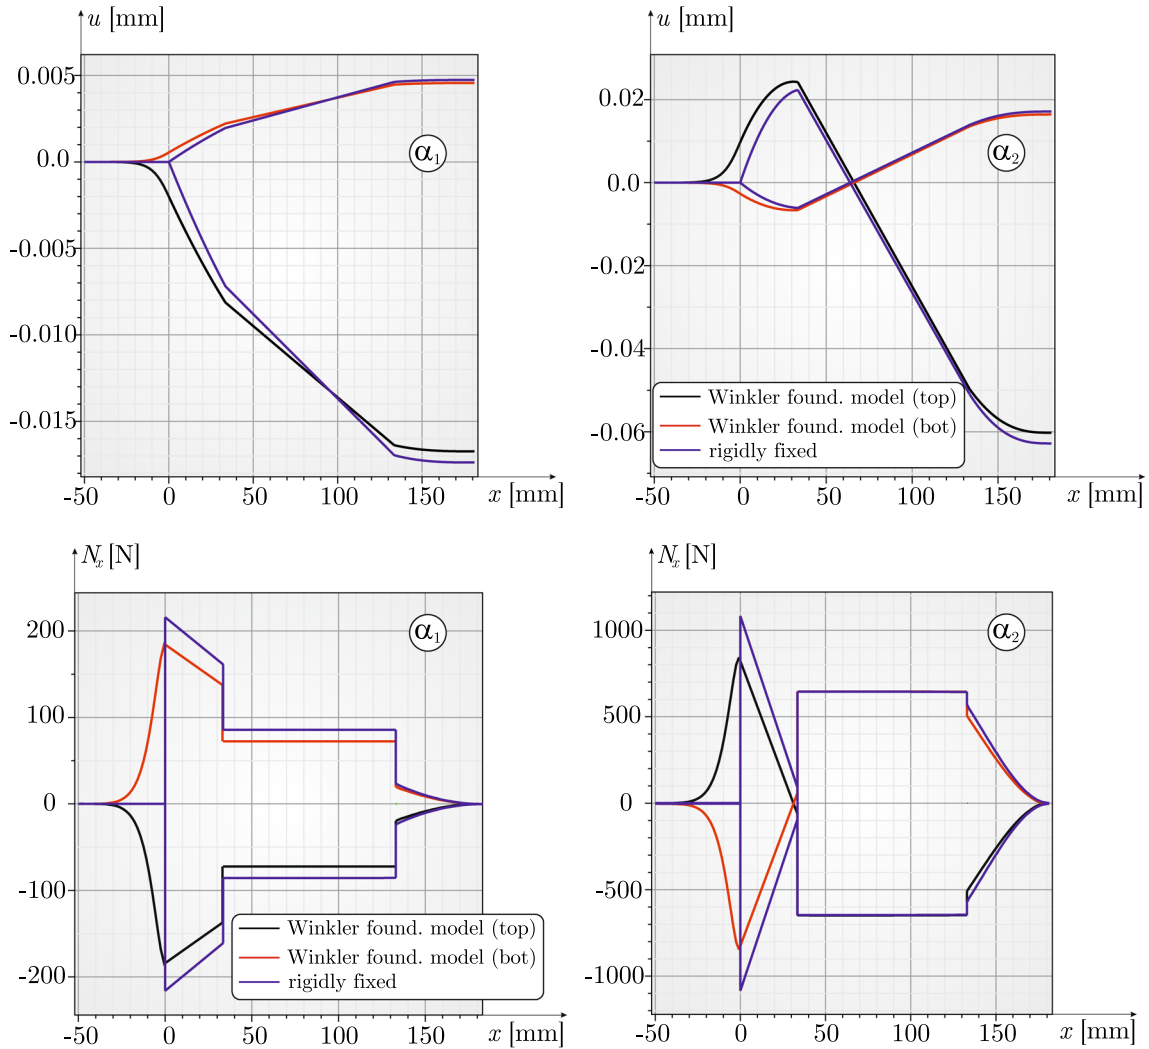 u [mm]
0.005
0.0
-0.005
-0.010
-0.015
α1
-50 0 50 100 150 x [mm]
u [mm]
0.02
0.0
-0.02
-0.04
-0.06
α2
Winkler found. model (top)
Winkler found. model (bot)
rigidly fixed
-50 0 50 100 150 x [mm]
Nx [N]
200
100
0
-100
-200
α1
Winkler found. model (top)
Winkler found. model (bot)
rigidly fixed
-50 0 50 100 150 x [mm]
Nx [N]
1000
500
0
-500
-1000
α2
-50 0 50 100 150 x [mm]